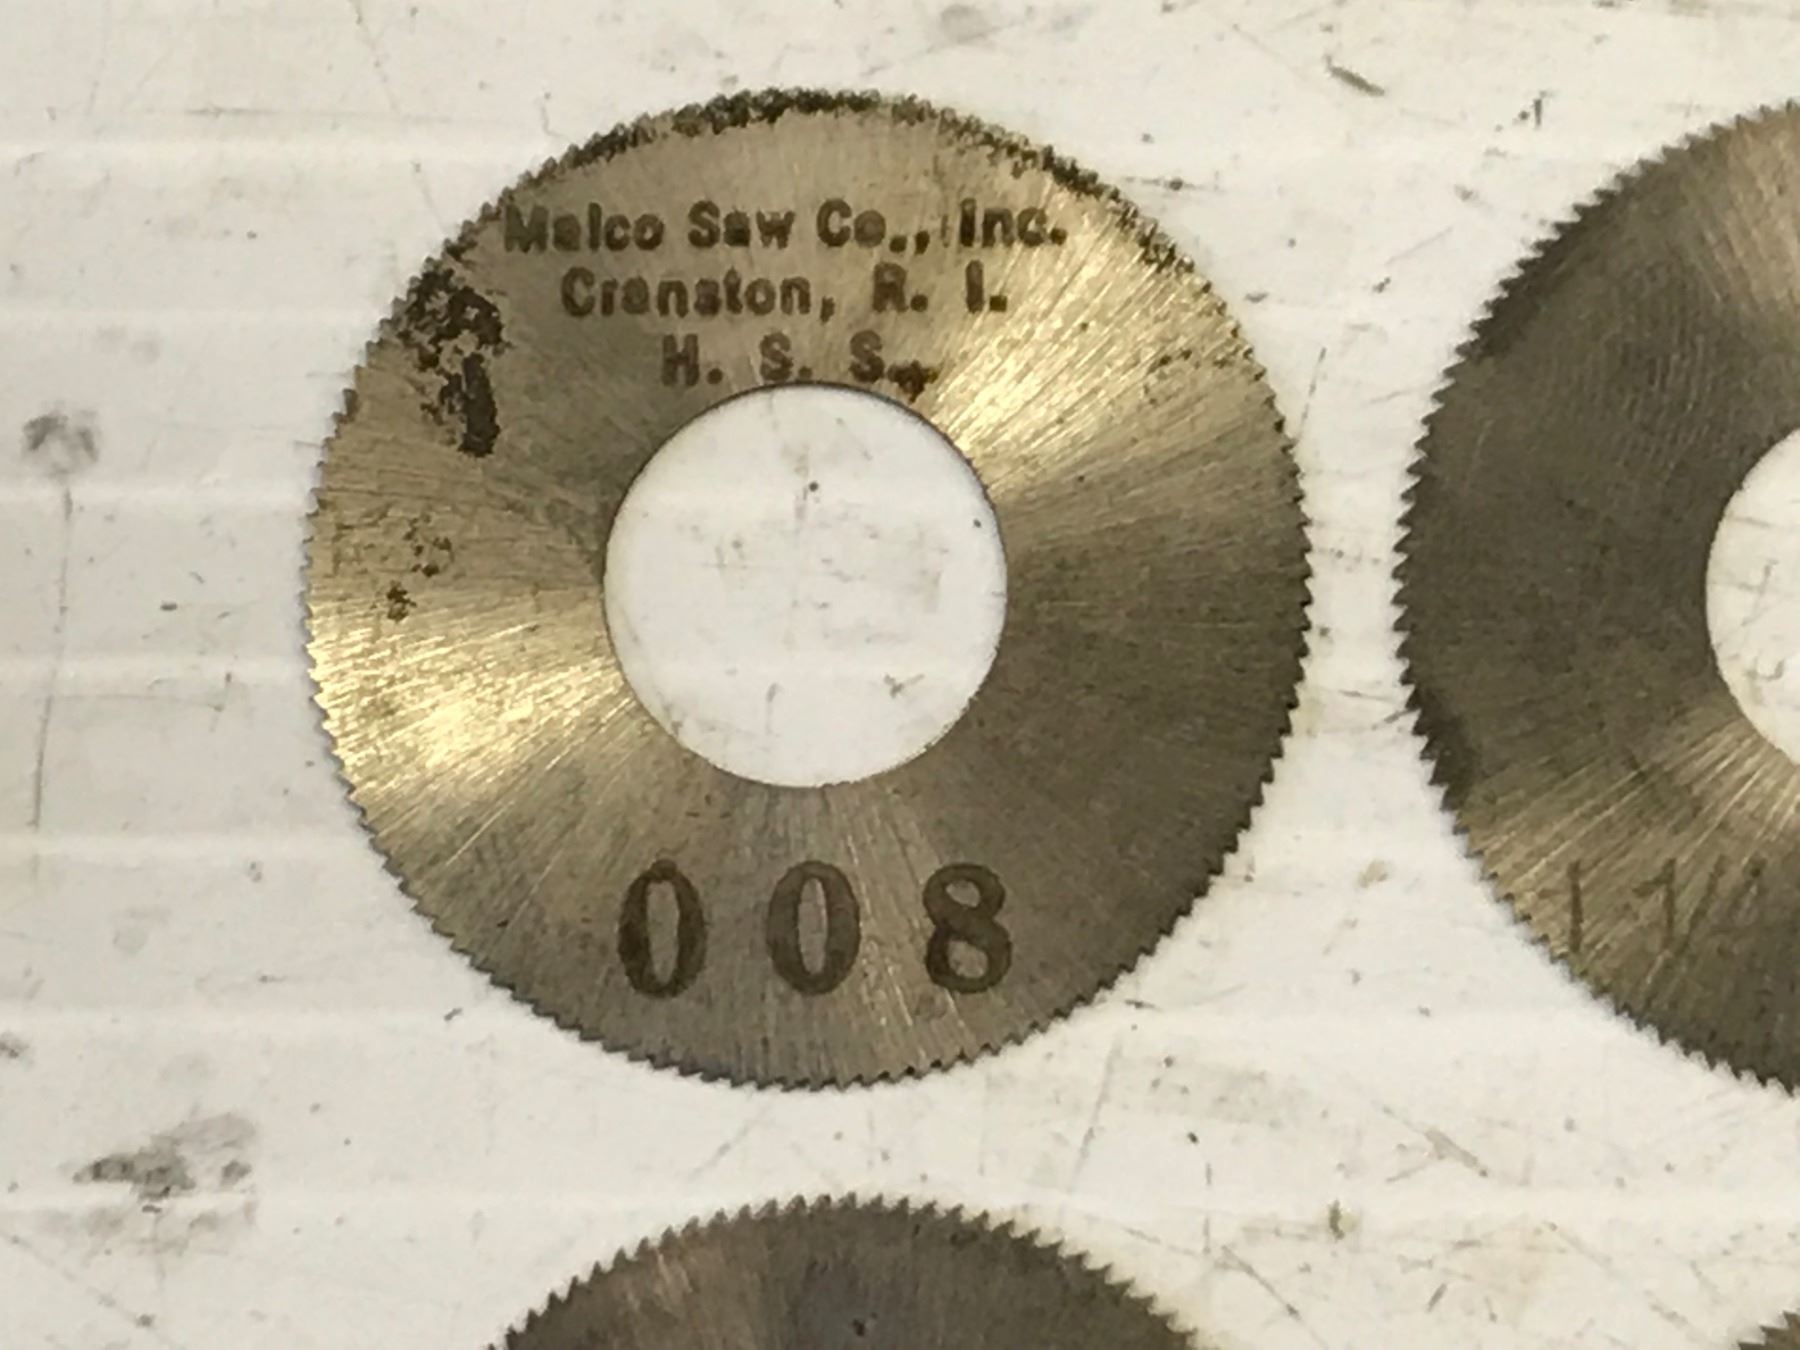 Malco Saw Co., Inc.
Cranston, R. I.
H. S. S.
008